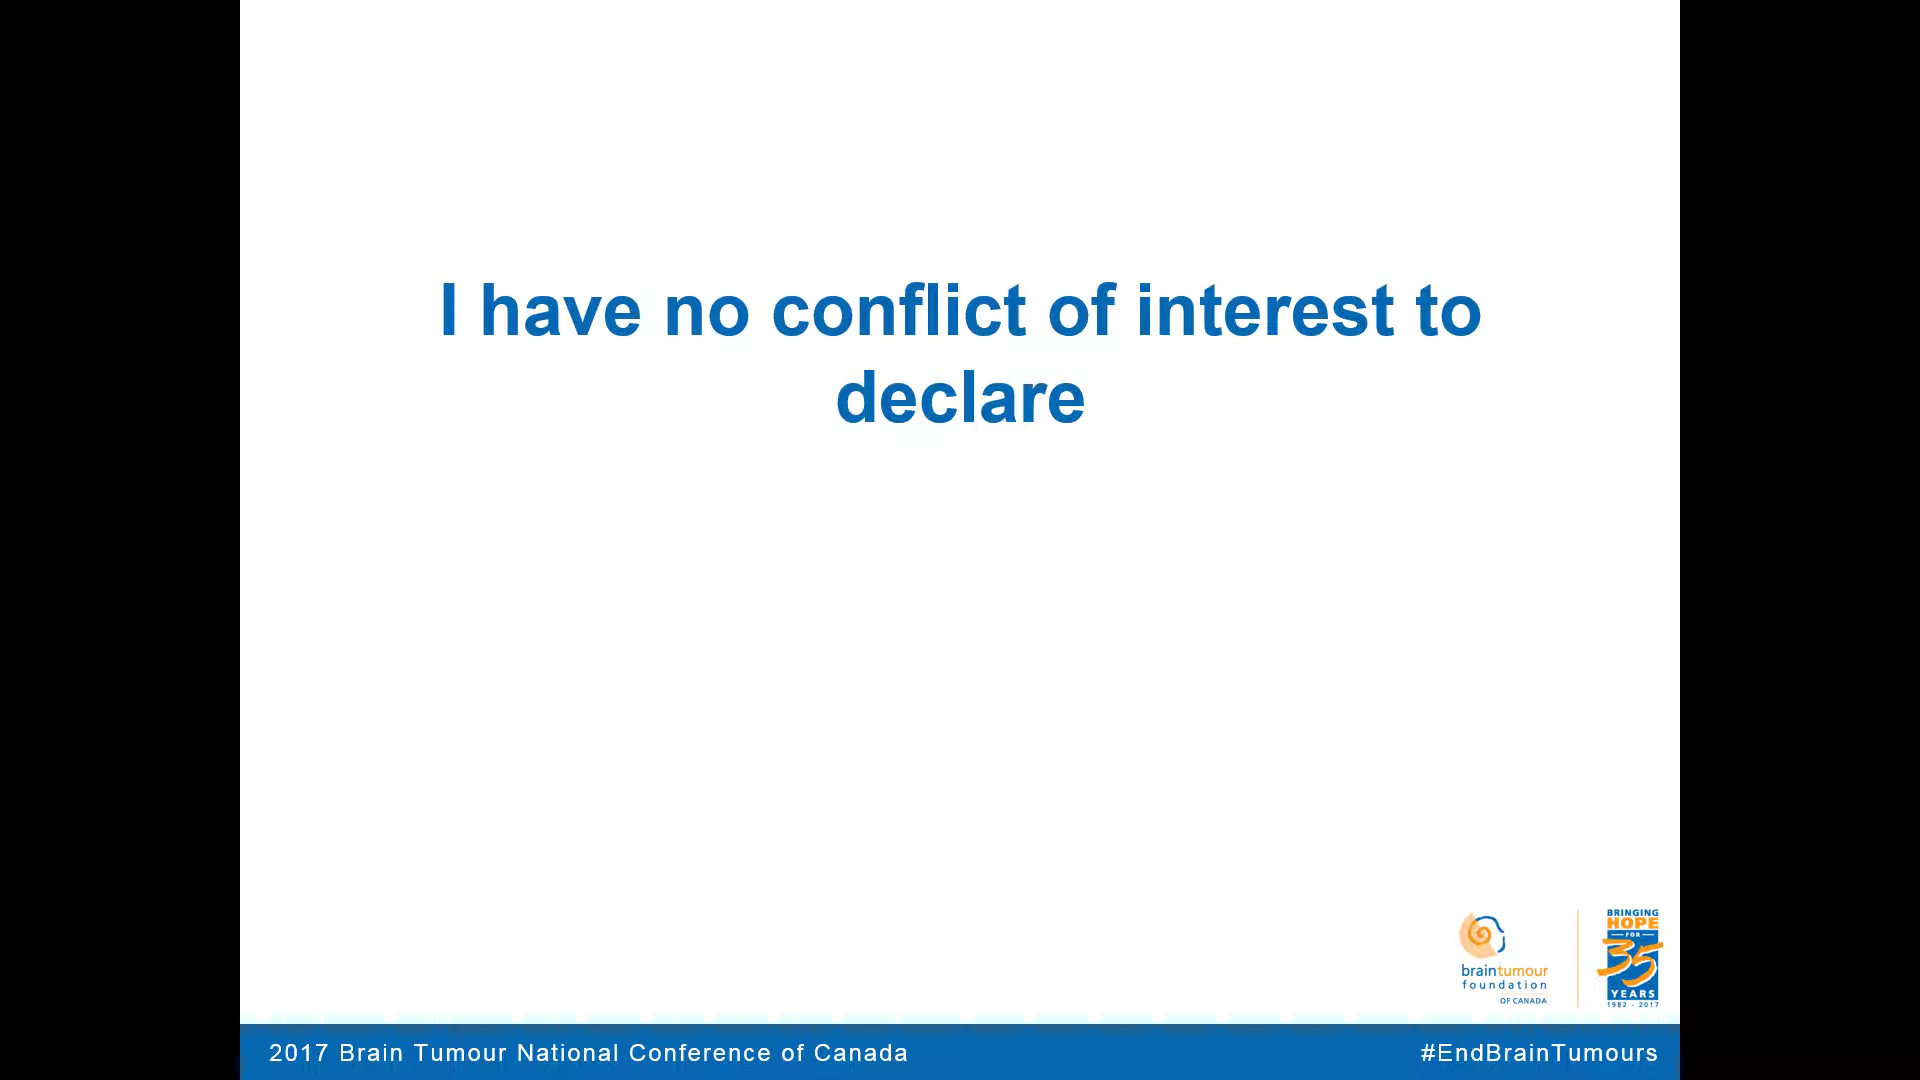 I have no conflict of interest to
declare
braintumour
foundation
OF CANADA
BRINGING
HOPE
FOR
35
YEARS
1982 - 2017
2017 Brain Tumour National Conference of Canada
#EndBrainTumours